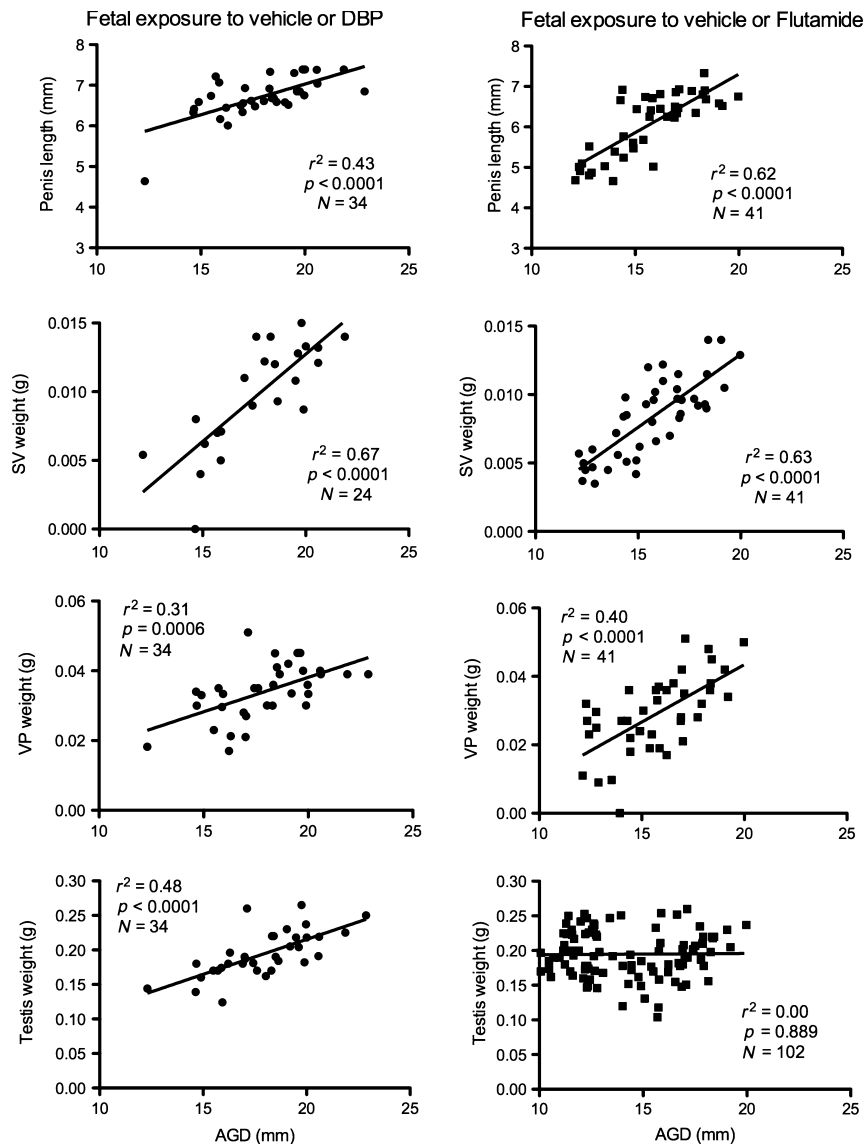 Fetal exposure to vehicle or DBP
Fetal exposure to vehicle or Flutamide
8
7
6
5
4
3
Penis length (mm)
r² = 0.43
p < 0.0001
N = 34
10 15 20 25
8
7
6
5
4
3
Penis length (mm)
r² = 0.62
p < 0.0001
N = 41
10 15 20 25
0.015
0.010
0.005
0.000
SV weight (g)
r² = 0.67
p < 0.0001
N = 24
10 15 20 25
0.015
0.010
0.005
0.000
SV weight (g)
r² = 0.63
p < 0.0001
N = 41
10 15 20 25
0.06
0.04
0.02
0.00
VP weight (g)
r² = 0.31
p = 0.0006
N = 34
10 15 20 25
0.06
0.04
0.02
0.00
VP weight (g)
r² = 0.40
p < 0.0001
N = 41
10 15 20 25
0.30
0.25
0.20
0.15
0.10
0.05
0.00
Testis weight (g)
r² = 0.48
p < 0.0001
N = 34
10 15 20 25
AGD (mm)
0.30
0.25
0.20
0.15
0.10
0.05
0.00
Testis weight (g)
r² = 0.00
p = 0.889
N = 102
10 15 20 25
AGD (mm)